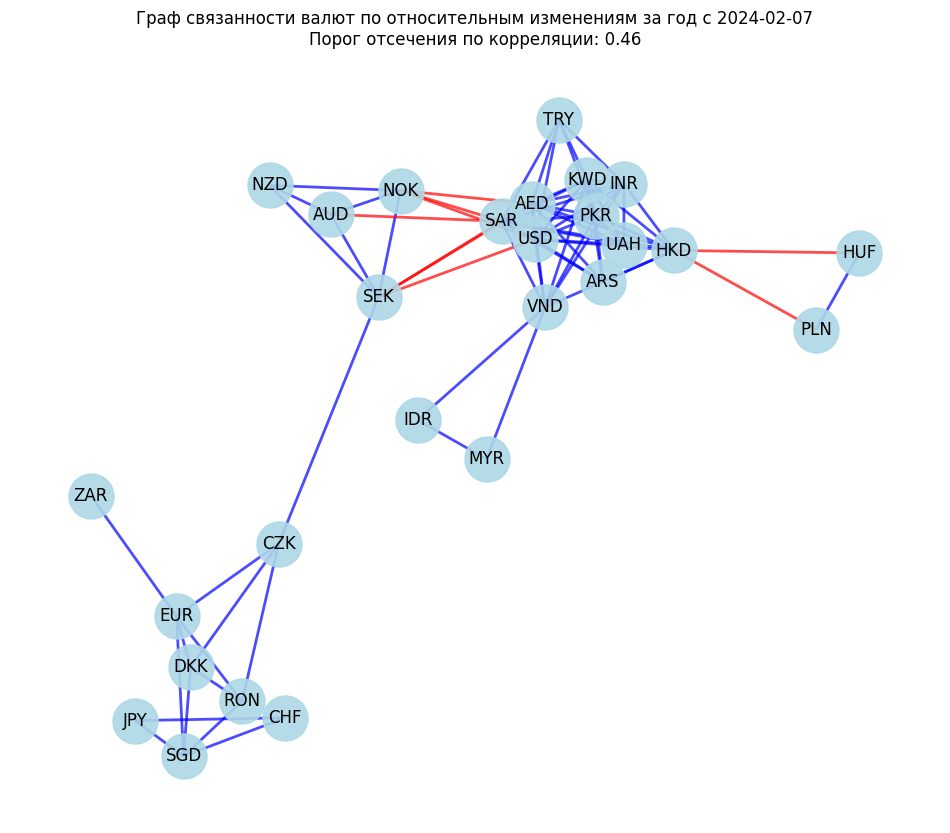 Граф связанности валют по относительным изменениям за год с 2024-02-07
Порог отсечения по корреляции: 0.46
TRY
KWD
INR
NZD
NOK
AED
AUD
SAR
PKR
USD
UAH
HKD
HUF
ARS
SEK
VND
PLN
IDR
MYR
ZAR
CZK
EUR
DKK
RON
CHF
JPY
SGD